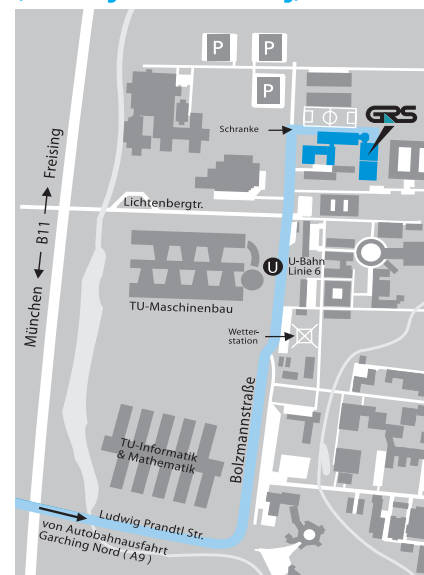 P
P
P
GRS
Schranke
Freising
B11
München
Lichtenbergtr.
U
U-Bahn
Linie 6
TU-Maschinenbau
Wetter-
station
Bolzmannstraße
TU-Informatik
& Mathematik
Ludwig Prandtl Str.
von Autobahnausfahrt
Garching Nord ( A9 )